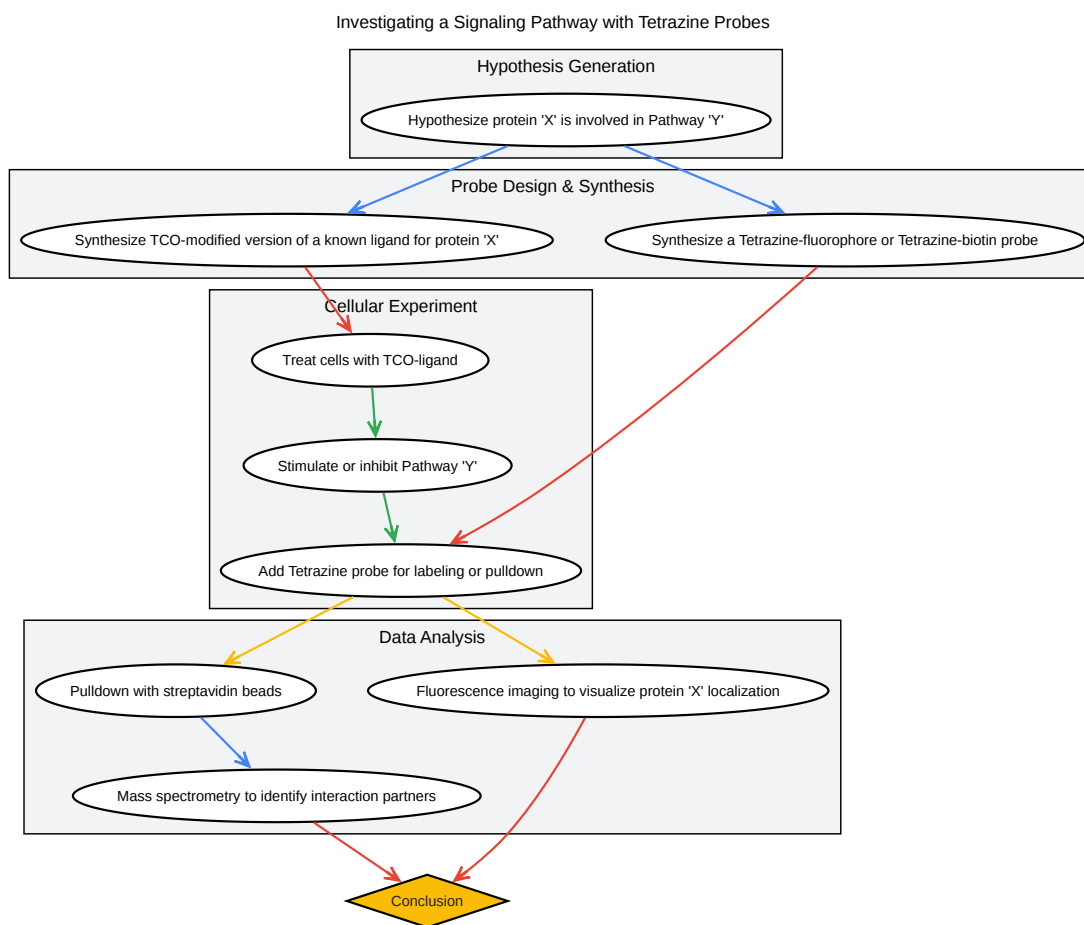 Investigating a Signaling Pathway with Tetrazine Probes
Hypothesis Generation
Hypothesize protein 'X' is involved in Pathway 'Y'
Probe Design & Synthesis
Synthesize TCO-modified version of a known ligand for protein 'X'
Synthesize a Tetrazine-fluorophore or Tetrazine-biotin probe
Cellular Experiment
Treat cells with TCO-ligand
Stimulate or inhibit Pathway 'Y'
Add Tetrazine probe for labeling or pulldown
Data Analysis
Pulldown with streptavidin beads
Fluorescence imaging to visualize protein 'X' localization
Mass spectrometry to identify interaction partners
Conclusion